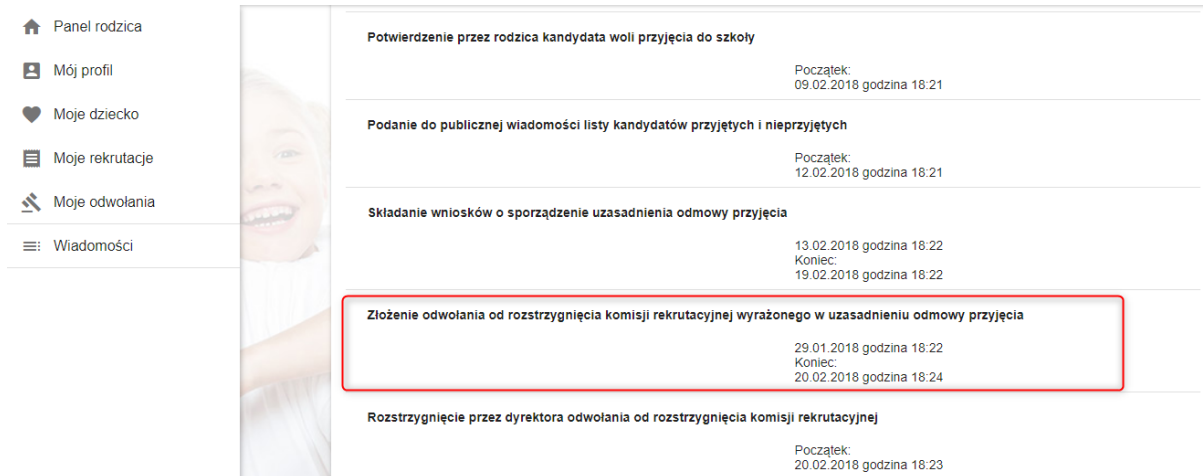 Panel rodzica
Mój profil
Moje dziecko
Moje rekrutacje
Moje odwołania
Wiadomości
Potwierdzenie przez rodzica kandydata woli przyjęcia do szkoły
Początek:
09.02.2018 godzina 18:21
Podanie do publicznej wiadomości listy kandydatów przyjętych i nieprzyjętych
Początek:
12.02.2018 godzina 18:21
Składanie wniosków o sporządzenie uzasadnienia odmowy przyjęcia
13.02.2018 godzina 18:22
Koniec:
19.02.2018 godzina 18:22
Złożenie odwołania od rozstrzygnięcia komisji rekrutacyjnej wyrażonego w uzasadnieniu odmowy przyjęcia
29.01.2018 godzina 18:22
Koniec:
20.02.2018 godzina 18:24
Rozstrzygnięcie przez dyrektora odwołania od rozstrzygnięcia komisji rekrutacyjnej
Początek:
20.02.2018 godzina 18:23